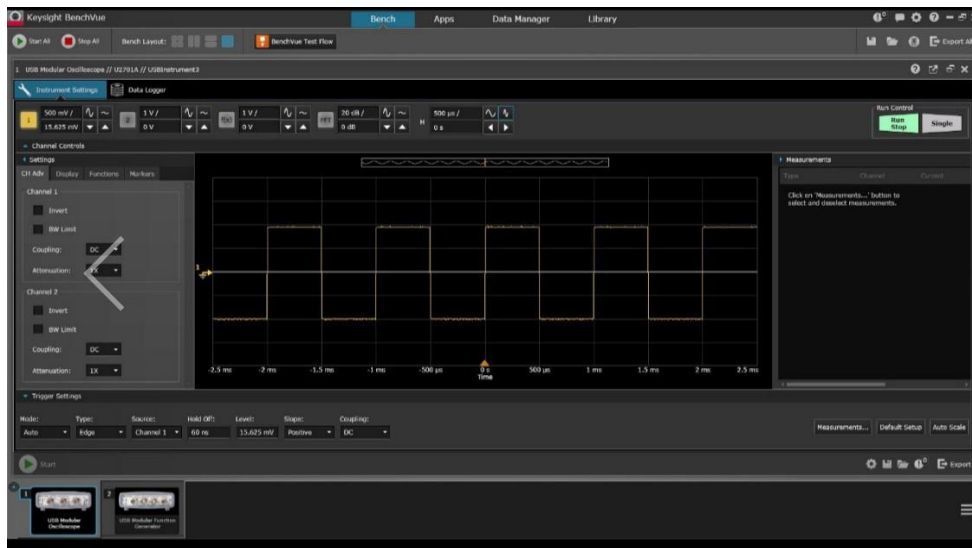 Keysight BenchVue
Bench Apps Data Manager Library
Start All Stop All Bench Layout: BenchVue Test Flow Export All
1 USB Modular Oscilloscope // U2701A // USBInstrument3
Instrument Settings Data Logger
Run Control
1 500 mV / 2 1 V / f(x) 1 V / FFT 20 dB / H 500 µs /
15.625 mV 0 V 0 V 0 dB 0 s
Run Stop Single
Channel Controls
Settings
Measurements
CH Adv Display Functions Markers
Type Channel Current
Channel 1
Click on 'Measurements...' button to
select and deselect measurements.
Invert
BW Limit
Coupling: DC
Attenuation: 1X
1
Channel 2
Invert
BW Limit
Coupling: DC
Attenuation: 1X
-2.5 ms -2 ms -1.5 ms -1 ms -500 µs 0 s 500 µs 1 ms 1.5 ms 2 ms 2.5 ms
Time
Trigger Settings
Mode: Type: Source: Hold Off: Level: Slope: Coupling:
Auto Edge Channel 1 60 ns 15.625 mV Positive DC
Measurements... Default Setup Auto Scale
Start
Export
1 2
USB Modular
Oscilloscope
USB Modular Function
Generator